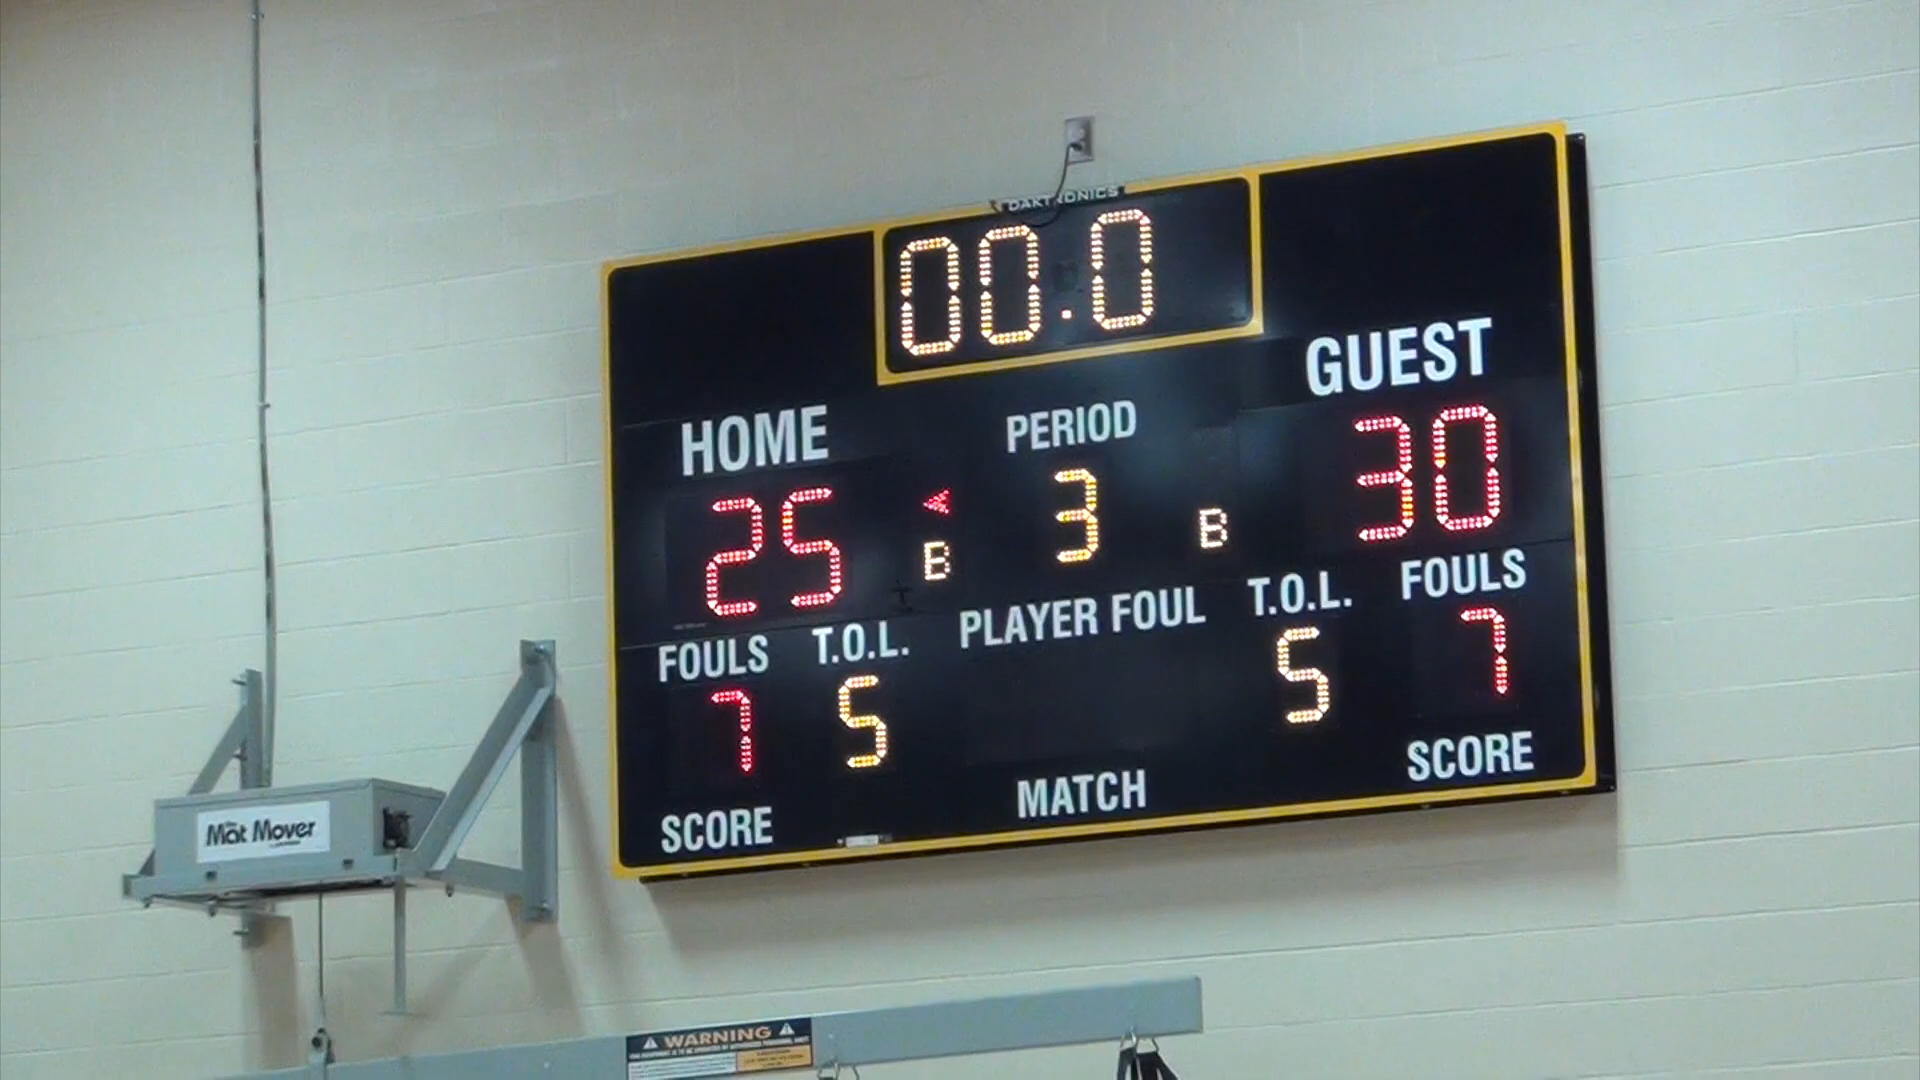 DAKTRONICS
00.0
GUEST
HOME
PERIOD
30
25
3
B
B
FOULS
T.O.L.
PLAYER FOUL
T.O.L.
FOULS
7
5
5
7
SCORE
MATCH
SCORE
Mat Mover
WARNING